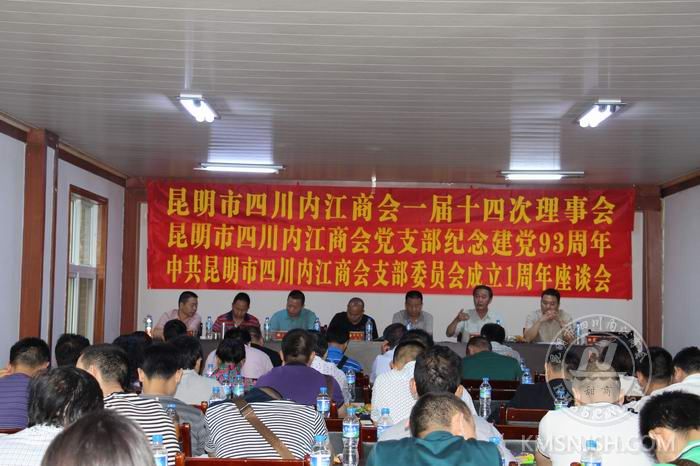 昆明市四川内江商会一届十四次理事会
昆明市四川内江商会党支部纪念建党93周年
中共昆明市四川内江商会支部委员会成立1周年座谈会
KMSNJSH.COM